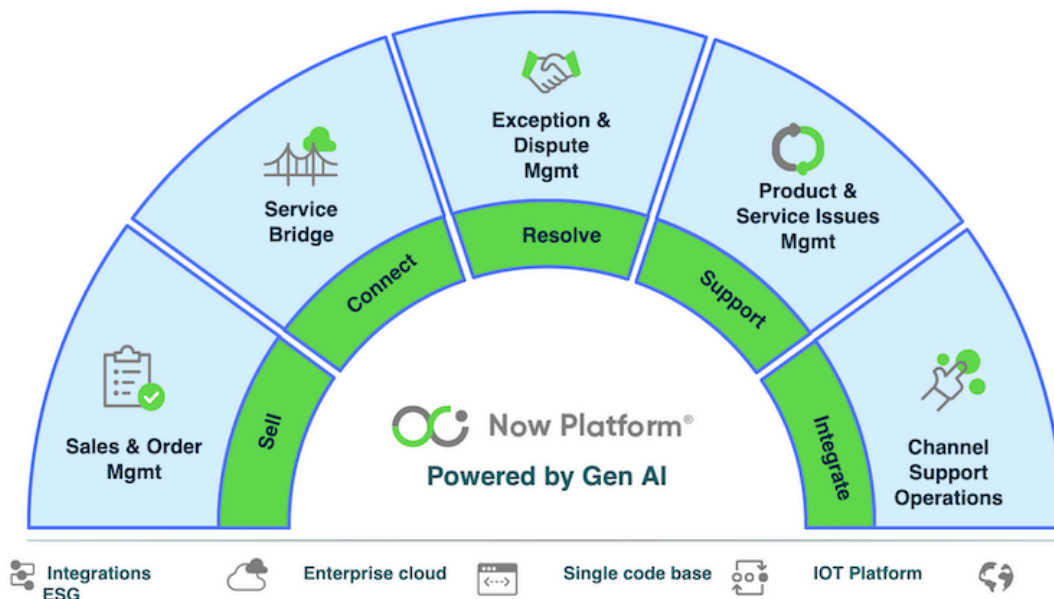 Exception &
Dispute
Mgmt
Service
Bridge
Product &
Service Issues
Mgmt
Resolve
Connect
Support
Sales & Order
Mgmt
Sell
Now Platform®
Powered by Gen AI
Integrate
Channel
Support
Operations
Integrations
ESG
Enterprise cloud
Single code base
IOT Platform